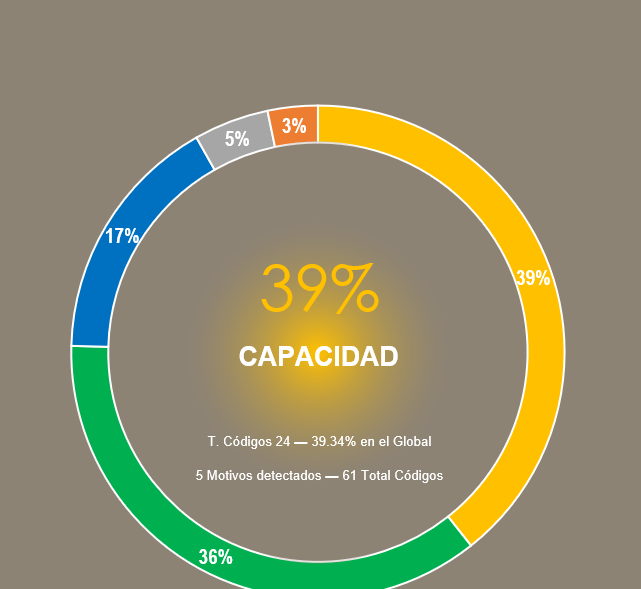 3%
5%
17%
39%
39%
CAPACIDAD
T. Códigos 24 — 39.34% en el Global
5 Motivos detectados — 61 Total Códigos
36%